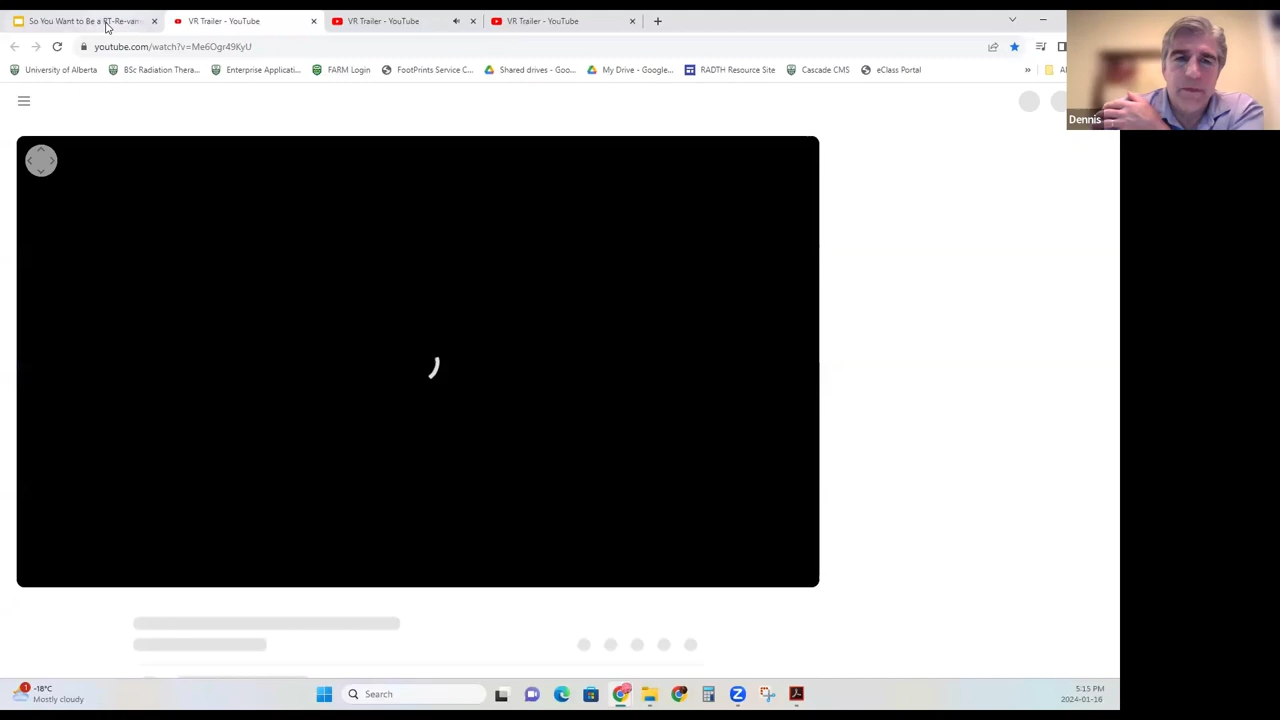 So You Want to Be a RT-Re-vam
VR Trailer - YouTube
VR Trailer - YouTube
VR Trailer - YouTube
youtube.com/watch?v=Me6Ogr49KyU
University of Alberta
BSc Radiation Thera...
Enterprise Applicati...
FARM Login
FootPrints Service C...
Shared drives - Goo...
My Drive - Google...
RADTH Resource Site
Cascade CMS
eClass Portal
»
Dennis
1
-18°C
Mostly cloudy
Search
5:15 PM
2024-01-16